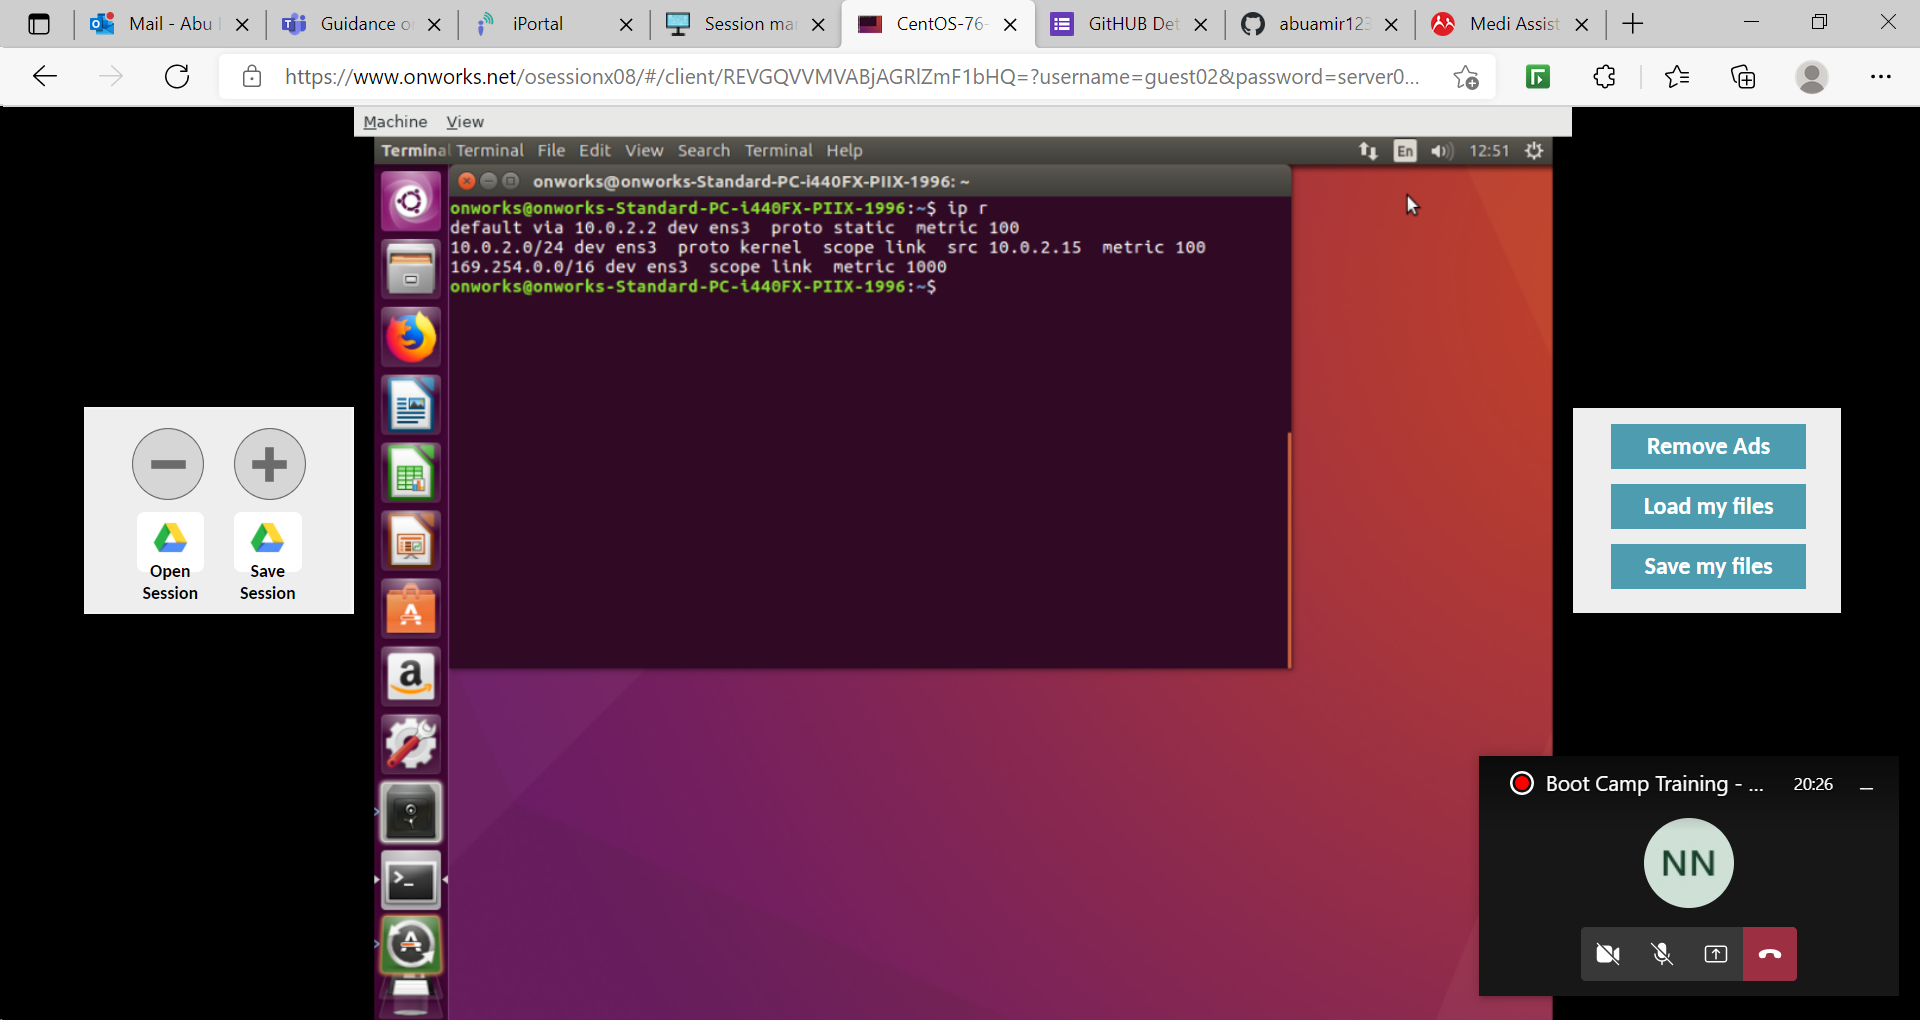 Mail - Abu
Guidance o
iPortal
Session ma
CentOS-76-
GitHUB Det
abuamir123
Medi Assist
https://www.onworks.net/osessionx08/#/client/REVGQVVMVABjAGRlZmF1bHQ=?username=guest02&password=server0...
Machine View
Terminal Terminal File Edit View Search Terminal Help
En 12:51
onworks@onworks-Standard-PC-i440FX-PIIX-1996: ~
onworks@onworks-Standard-PC-i440FX-PIIX-1996:~$ ip r
default via 10.0.2.2 dev ens3 proto static metric 100
10.0.2.0/24 dev ens3 proto kernel scope link src 10.0.2.15 metric 100
169.254.0.0/16 dev ens3 scope link metric 1000
onworks@onworks-Standard-PC-i440FX-PIIX-1996:~$
Open Session
Save Session
Remove Ads
Load my files
Save my files
Boot Camp Training - ... 20:26
NN